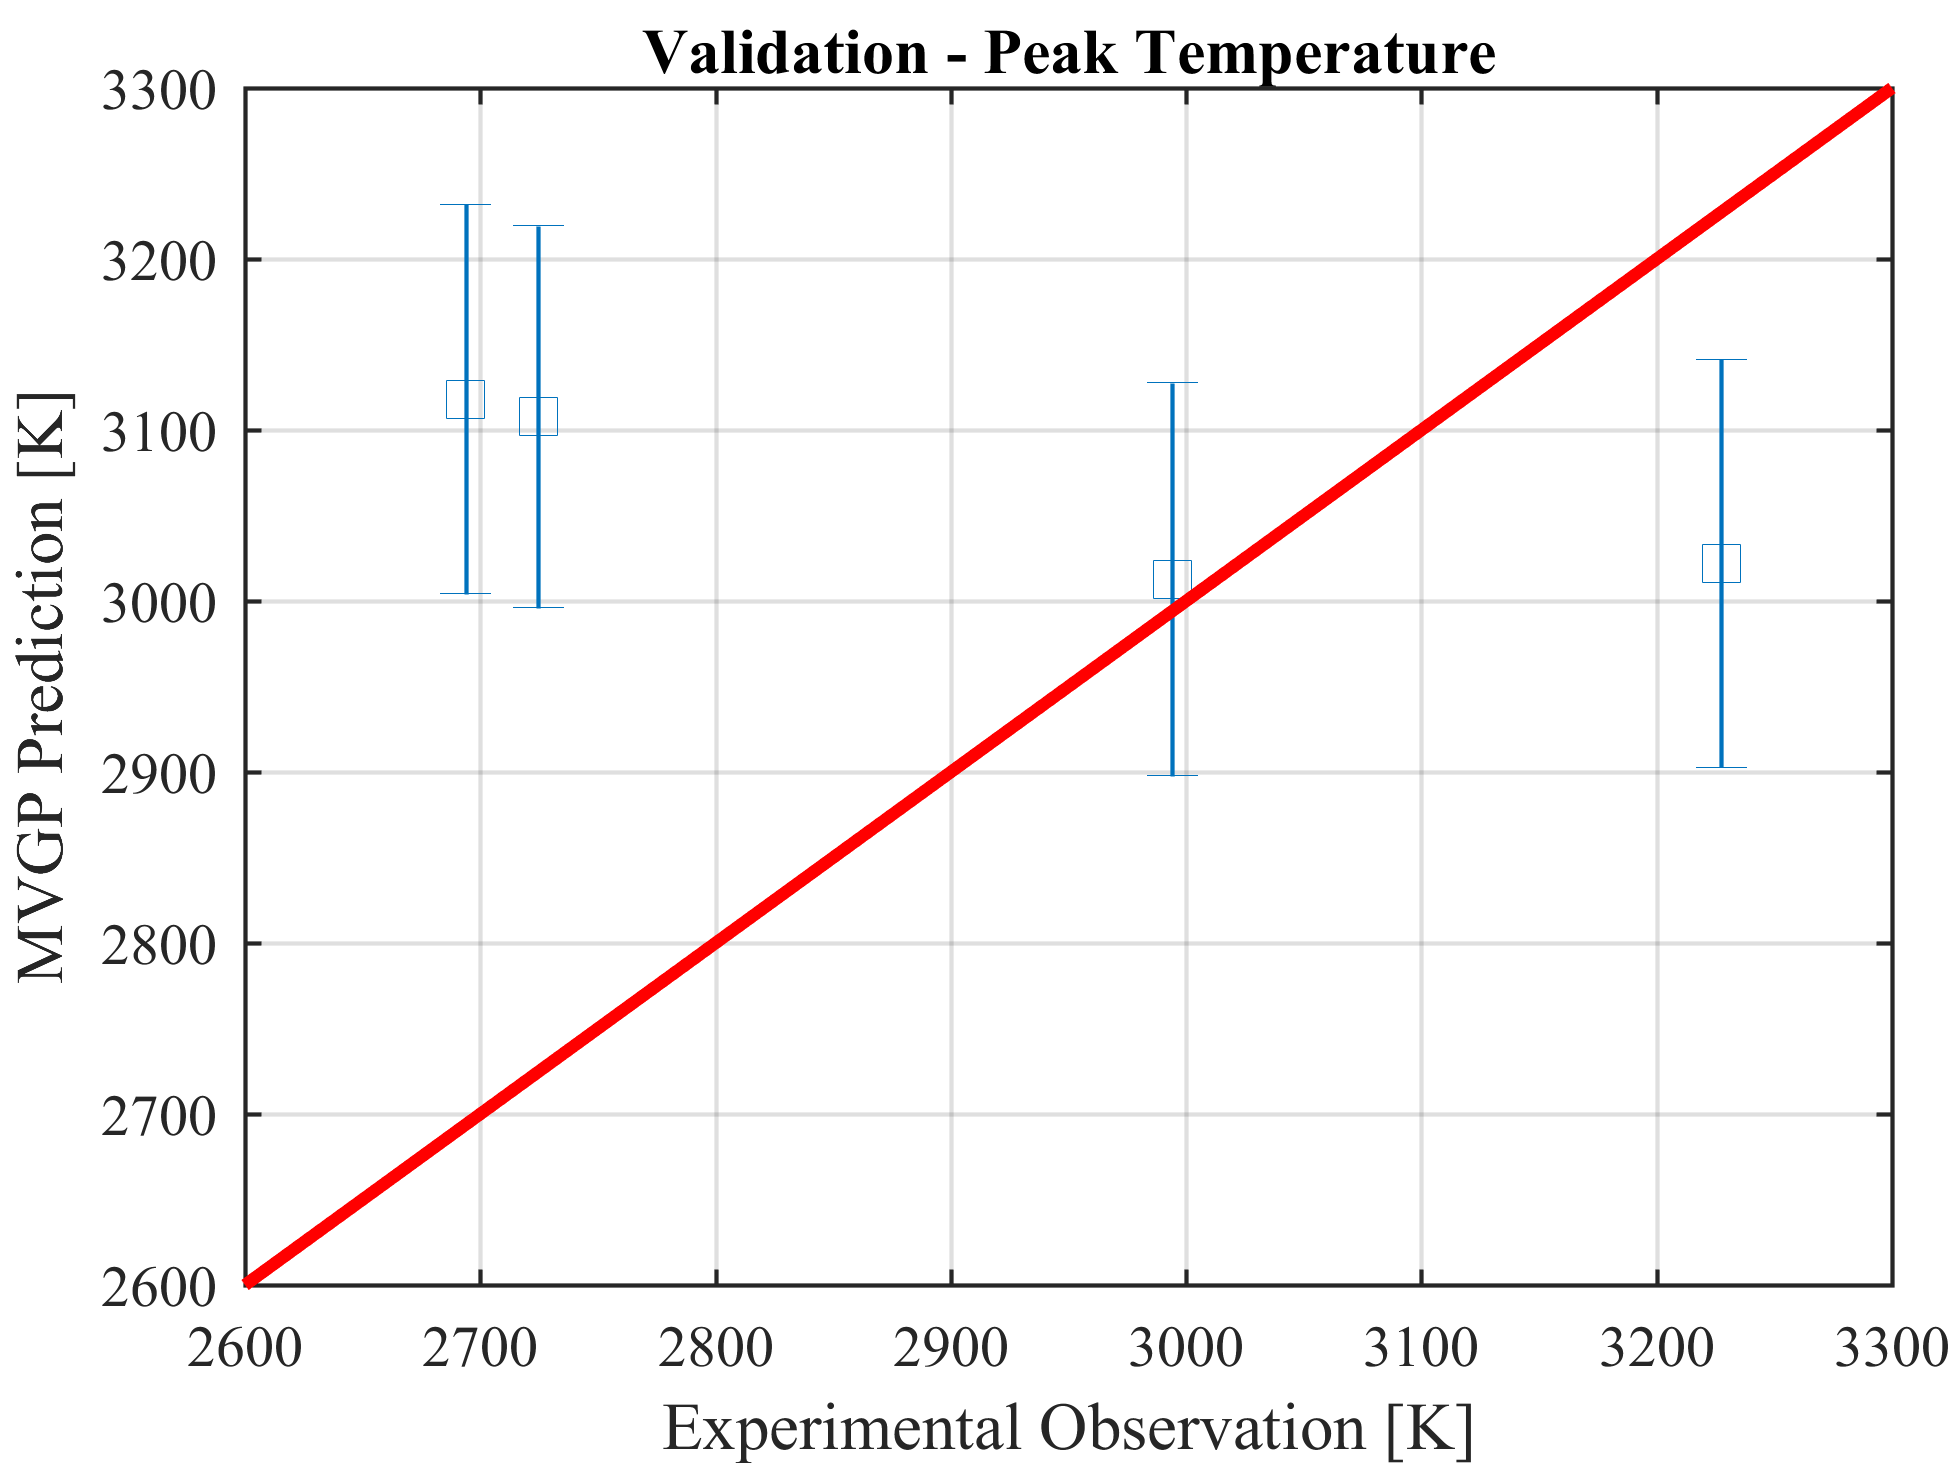 Validation - Peak Temperature
3300
3200
3100
3000
2900
2800
2700
2600
MVGP Prediction [K]
2600 2700 2800 2900 3000 3100 3200 3300
Experimental Observation [K]